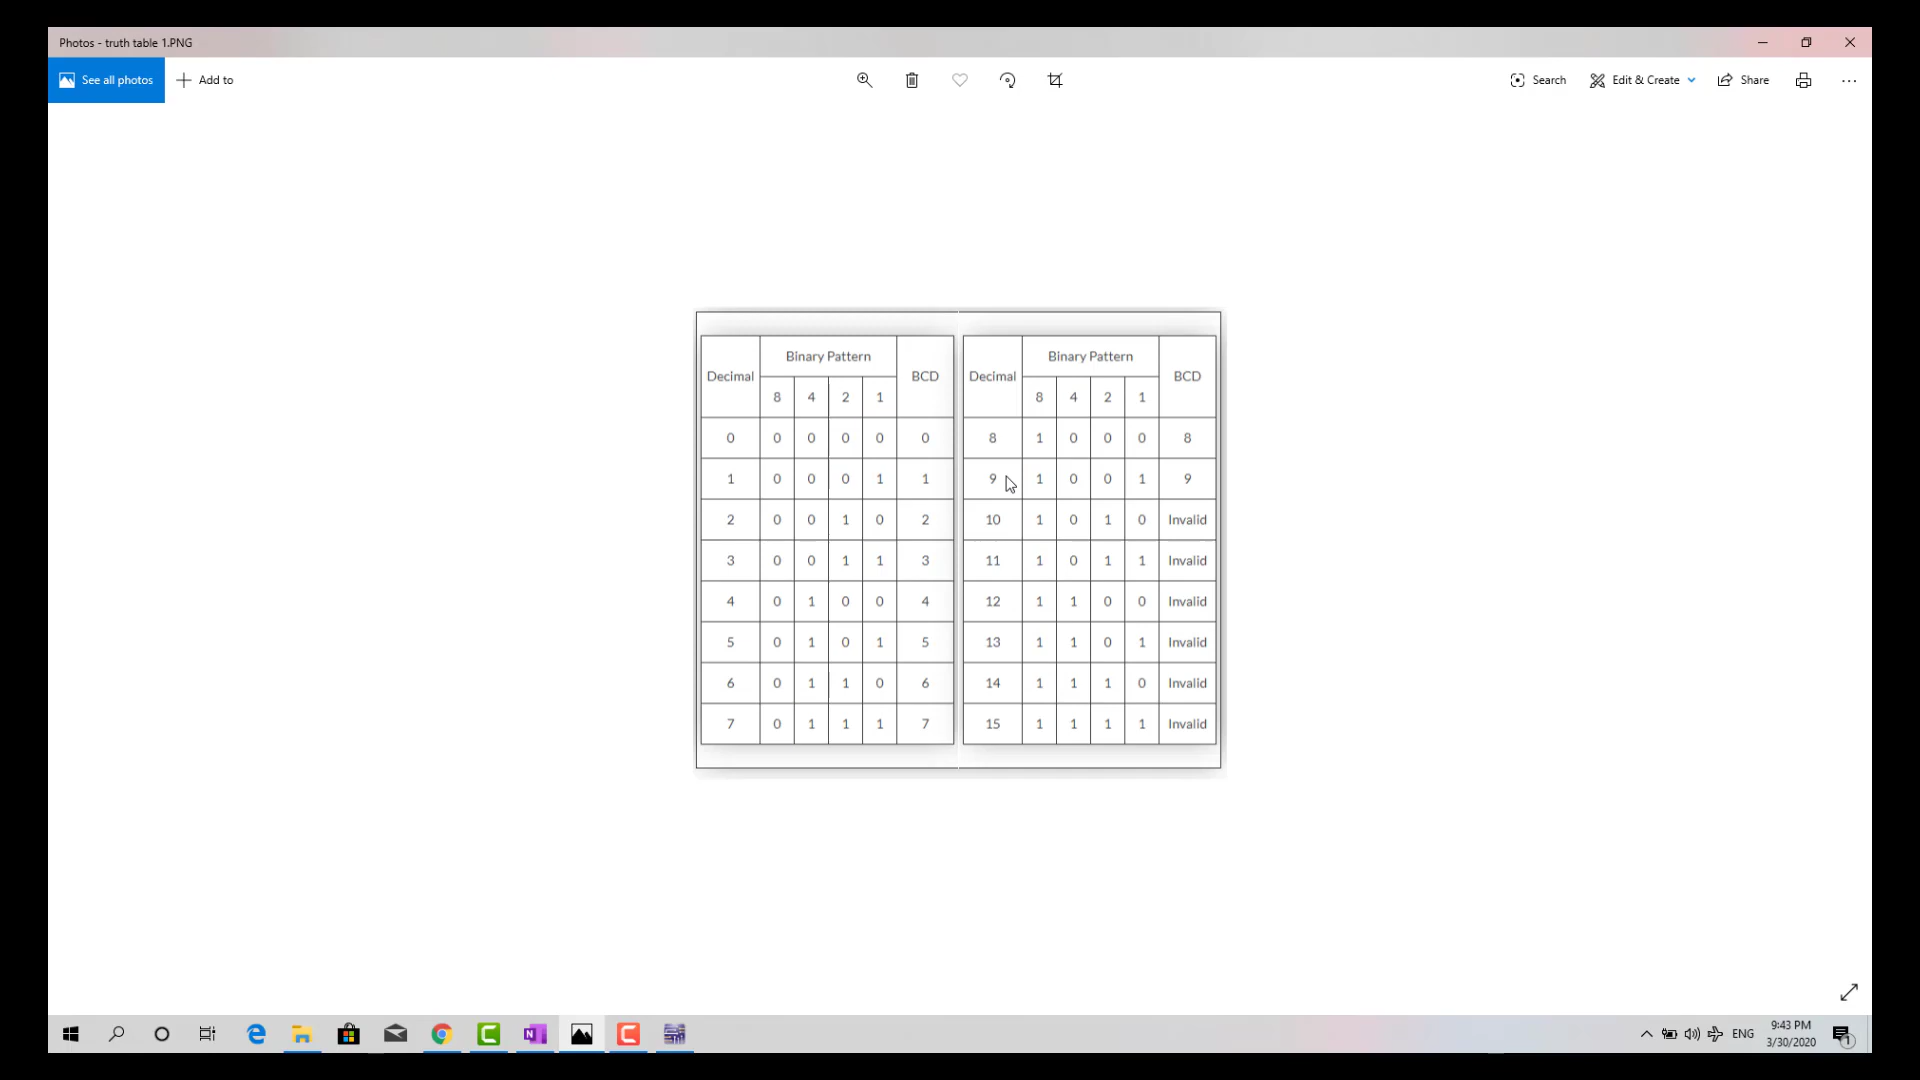 Photos - truth table 1.PNG
See all photos Add to Search Edit & Create Share
Decimal Binary Pattern BCD
8 4 2 1
0 0 0 0 0 0
1 0 0 0 1 1
2 0 0 1 0 2
3 0 0 1 1 3
4 0 1 0 0 4
5 0 1 0 1 5
6 0 1 1 0 6
7 0 1 1 1 7
Decimal Binary Pattern BCD
8 4 2 1
8 1 0 0 0 8
9 1 0 0 1 9
10 1 0 1 0 Invalid
11 1 0 1 1 Invalid
12 1 1 0 0 Invalid
13 1 1 0 1 Invalid
14 1 1 1 0 Invalid
15 1 1 1 1 Invalid
ENG
9:43 PM
3/30/2020
1